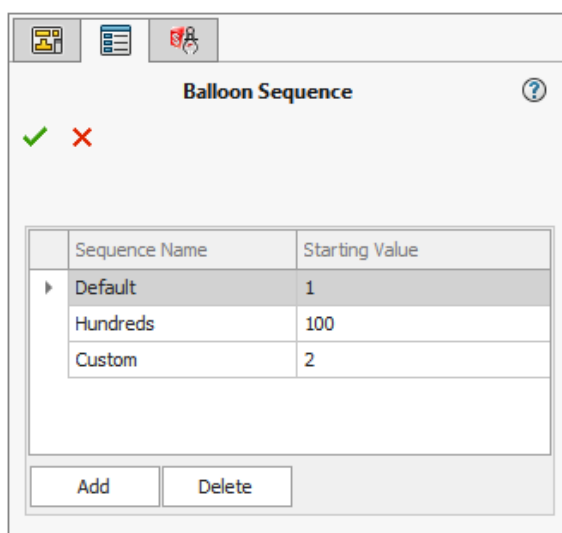 Balloon Sequence
Sequence Name Starting Value
Default 1
Hundreds 100
Custom 2
Add Delete